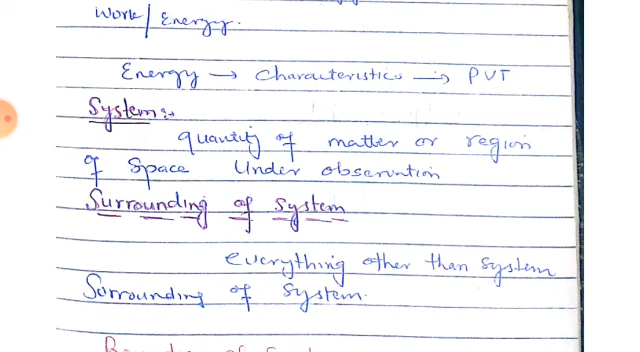 Work/Energy.
Energy → Characteristics → PVT
System:-
quantity of matter or region
of Space Under observation
Surrounding of System
everything other than System
Surrounding of System.